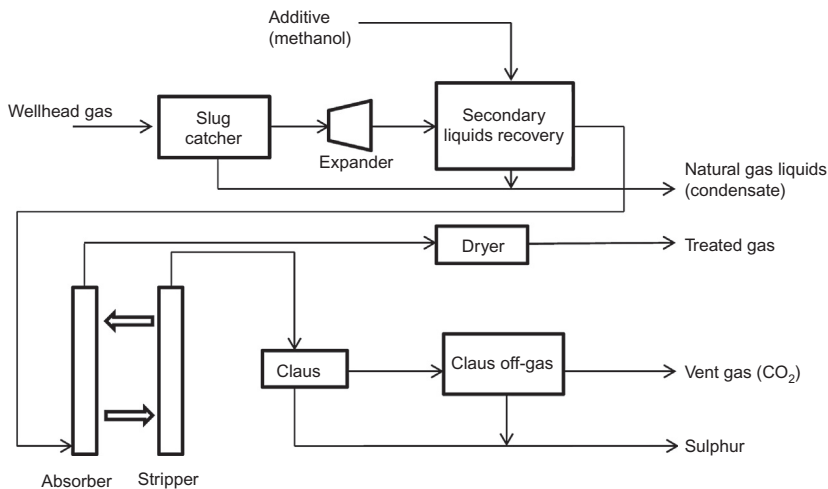 Additive
(methanol)
Wellhead gas
Slug
catcher
Expander
Secondary
liquids recovery
Natural gas liquids
(condensate)
Dryer
Treated gas
Claus
Claus off-gas
Vent gas (CO₂)
Sulphur
Absorber
Stripper